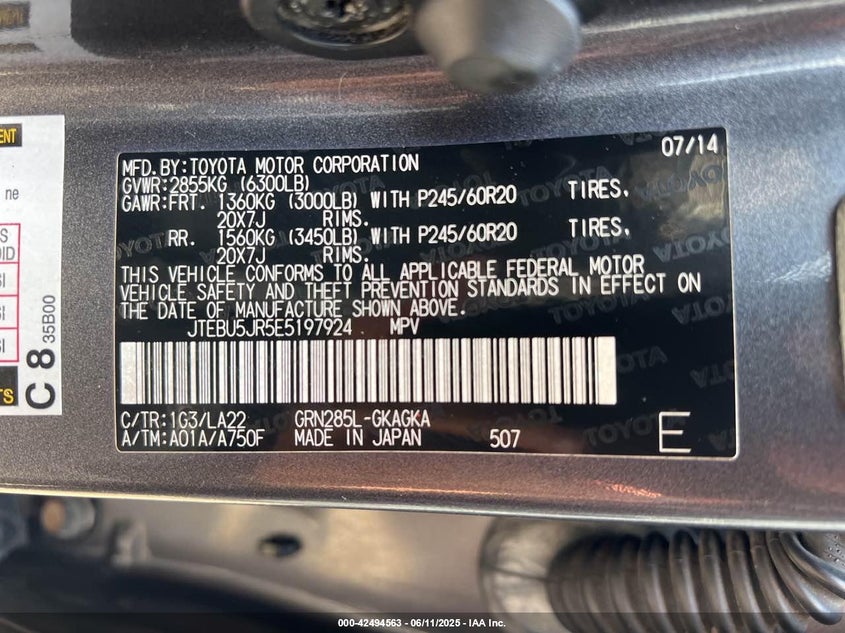 07/14
MFD.BY:TOYOTA MOTOR CORPORATION
GVWR:2855KG (6300LB)
GAWR:FRT. 1360KG (3000LB) WITH P245/60R20 TIRES,
20X7J RIMS.
RR. 1560KG (3450LB) WITH P245/60R20 TIRES,
20X7J RIMS.
THIS VEHICLE CONFORMS TO ALL APPLICABLE FEDERAL MOTOR
VEHICLE SAFETY AND THEFT PREVENTION STANDARDS IN EFFECT ON
THE DATE OF MANUFACTURE SHOWN ABOVE.
JTEBU5JR5E5197924 MPV
C/TR:1G3/LA22 GRN285L-GKAGKA
A/TM:A01A/A750F MADE IN JAPAN 507 E
ne
C 8
35B00
000-42494563 - 06/11/2025 - IAA Inc.